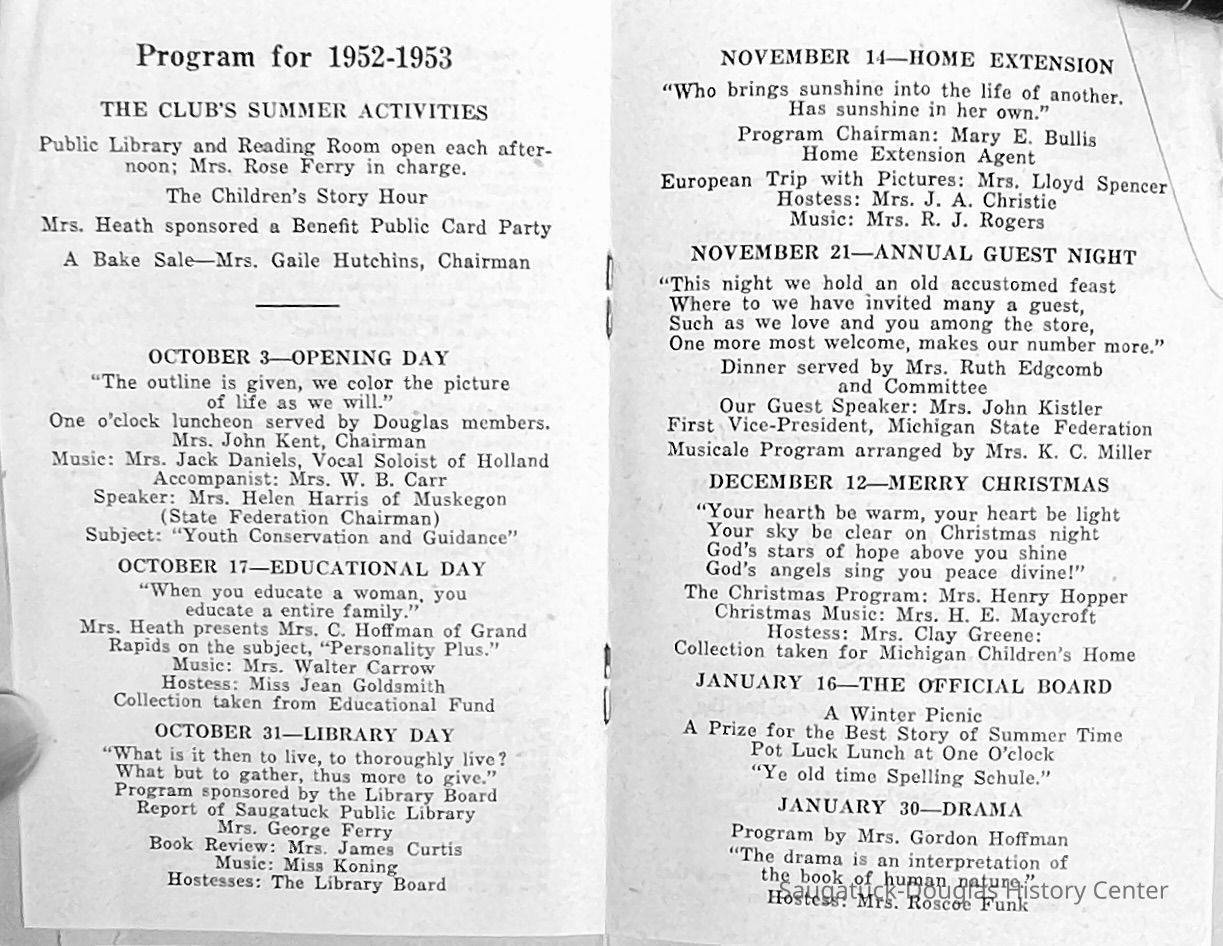 Program for 1952-1953
THE CLUB'S SUMMER ACTIVITIES
Public Library and Reading Room open each after-
noon; Mrs. Rose Ferry in charge.
The Children's Story Hour
Mrs. Heath sponsored a Benefit Public Card Party
A Bake Sale—Mrs. Gaile Hutchins, Chairman
OCTOBER 3—OPENING DAY
"The outline is given, we color the picture
of life as we will."
One o'clock luncheon served by Douglas members.
Mrs. John Kent, Chairman
Music: Mrs. Jack Daniels, Vocal Soloist of Holland
Accompanist: Mrs. W. B. Carr
Speaker: Mrs. Helen Harris of Muskegon
(State Federation Chairman)
Subject: "Youth Conservation and Guidance"
OCTOBER 17—EDUCATIONAL DAY
"When you educate a woman, you
educate a entire family."
Mrs. Heath presents Mrs. C. Hoffman of Grand
Rapids on the subject, "Personality Plus."
Music: Mrs. Walter Carrow
Hostess: Miss Jean Goldsmith
Collection taken from Educational Fund
OCTOBER 31—LIBRARY DAY
"What is it then to live, to thoroughly live?
What but to gather, thus more to give."
Program sponsored by the Library Board
Report of Saugatuck Public Library
Mrs. George Ferry
Book Review: Mrs. James Curtis
Music: Miss Koning
Hostesses: The Library Board
NOVEMBER 14—HOME EXTENSION
"Who brings sunshine into the life of another.
Has sunshine in her own."
Program Chairman: Mary E. Bullis
Home Extension Agent
European Trip with Pictures: Mrs. Lloyd Spencer
Hostess: Mrs. J. A. Christie
Music: Mrs. R. J. Rogers
NOVEMBER 21—ANNUAL GUEST NIGHT
"This night we hold an old accustomed feast
Where to we have invited many a guest,
Such as we love and you among the store,
One more most welcome, makes our number more."
Dinner served by Mrs. Ruth Edgcomb
and Committee
Our Guest Speaker: Mrs. John Kistler
First Vice-President, Michigan State Federation
Musicale Program arranged by Mrs. K. C. Miller
DECEMBER 12—MERRY CHRISTMAS
"Your hearth be warm, your heart be light
Your sky be clear on Christmas night
God's stars of hope above you shine
God's angels sing you peace divine!"
The Christmas Program: Mrs. Henry Hopper
Christmas Music: Mrs. H. E. Maycroft
Hostess: Mrs. Clay Greene:
Collection taken for Michigan Children's Home
JANUARY 16—THE OFFICIAL BOARD
A Winter Picnic
A Prize for the Best Story of Summer Time
Pot Luck Lunch at One O'clock
"Ye old time Spelling Schule."
JANUARY 30—DRAMA
Program by Mrs. Gordon Hoffman
"The drama is an interpretation of
the book of human nature."
Hostess: Mrs. Roscoe Funk
Saugatuck-Douglas History Center